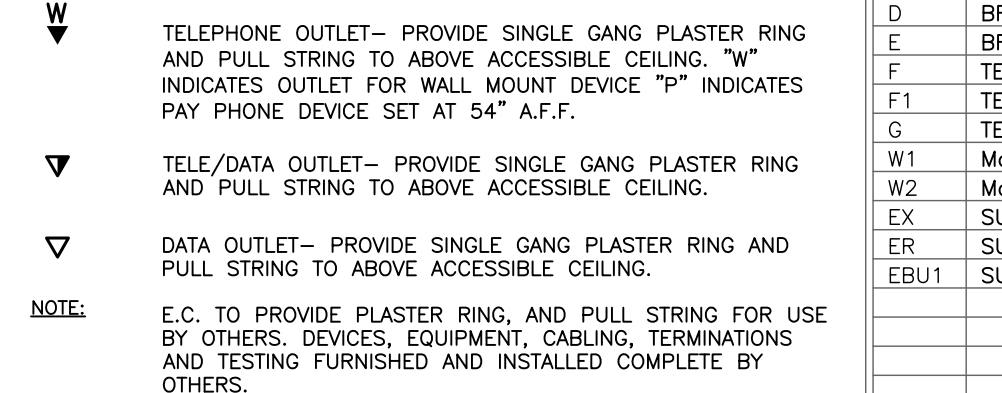 W
TELEPHONE OUTLET– PROVIDE SINGLE GANG PLASTER RING
AND PULL STRING TO ABOVE ACCESSIBLE CEILING. "W"
INDICATES OUTLET FOR WALL MOUNT DEVICE "P" INDICATES
PAY PHONE DEVICE SET AT 54" A.F.F.
TELE/DATA OUTLET– PROVIDE SINGLE GANG PLASTER RING
AND PULL STRING TO ABOVE ACCESSIBLE CEILING.
DATA OUTLET– PROVIDE SINGLE GANG PLASTER RING AND
PULL STRING TO ABOVE ACCESSIBLE CEILING.
NOTE:
E.C. TO PROVIDE PLASTER RING, AND PULL STRING FOR USE
BY OTHERS. DEVICES, EQUIPMENT, CABLING, TERMINATIONS
AND TESTING FURNISHED AND INSTALLED COMPLETE BY
OTHERS.
D
E
F
F1
G
W1
W2
EX
ER
EBU1